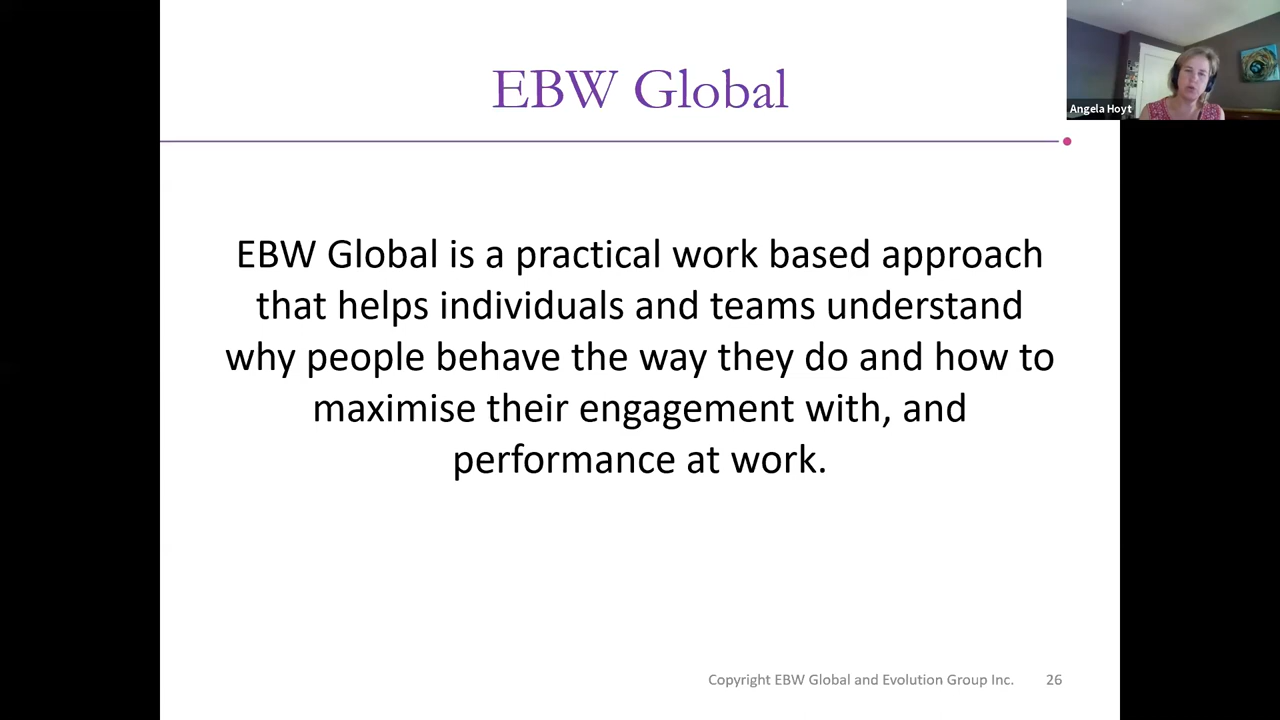 EBW Global
Angela Hoyt
EBW Global is a practical work based approach
that helps individuals and teams understand
why people behave the way they do and how to
maximise their engagement with, and
performance at work.
Copyright EBW Global and Evolution Group Inc. 26